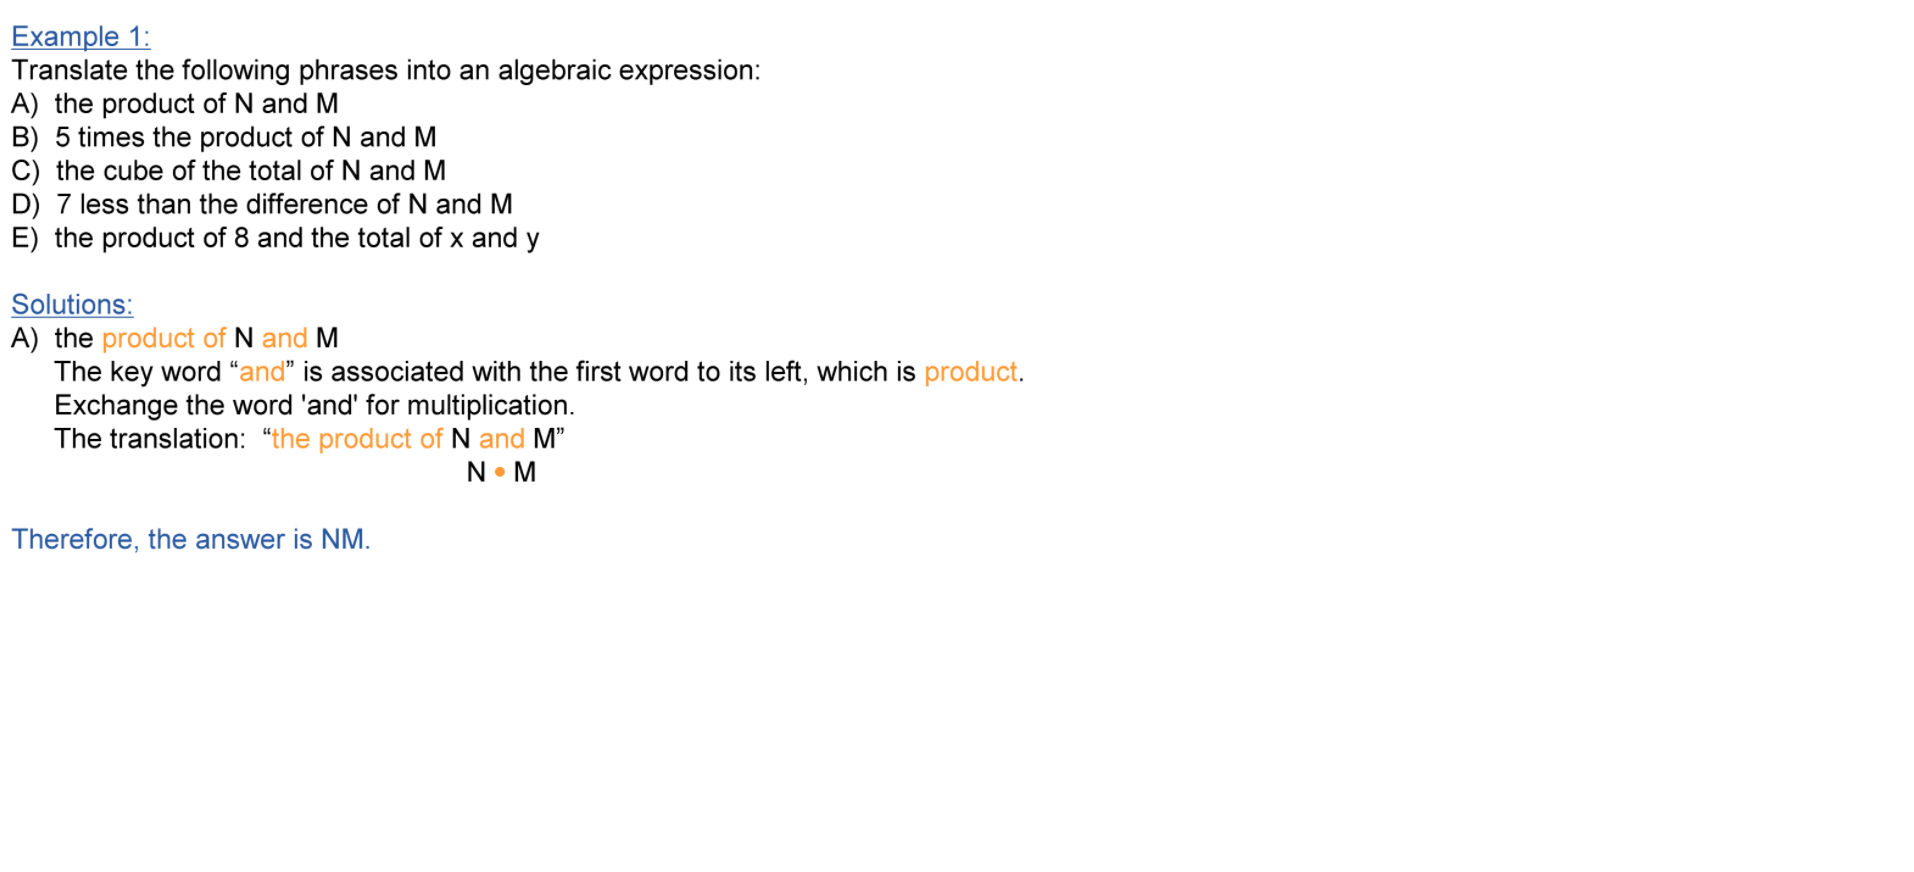 Example 1:
Translate the following phrases into an algebraic expression:
A) the product of N and M
B) 5 times the product of N and M
C) the cube of the total of N and M
D) 7 less than the difference of N and M
E) the product of 8 and the total of x and y
Solutions:
A) the product of N and M
The key word “and” is associated with the first word to its left, which is product.
Exchange the word 'and' for multiplication.
The translation: “the product of N and M”
N • M
Therefore, the answer is NM.